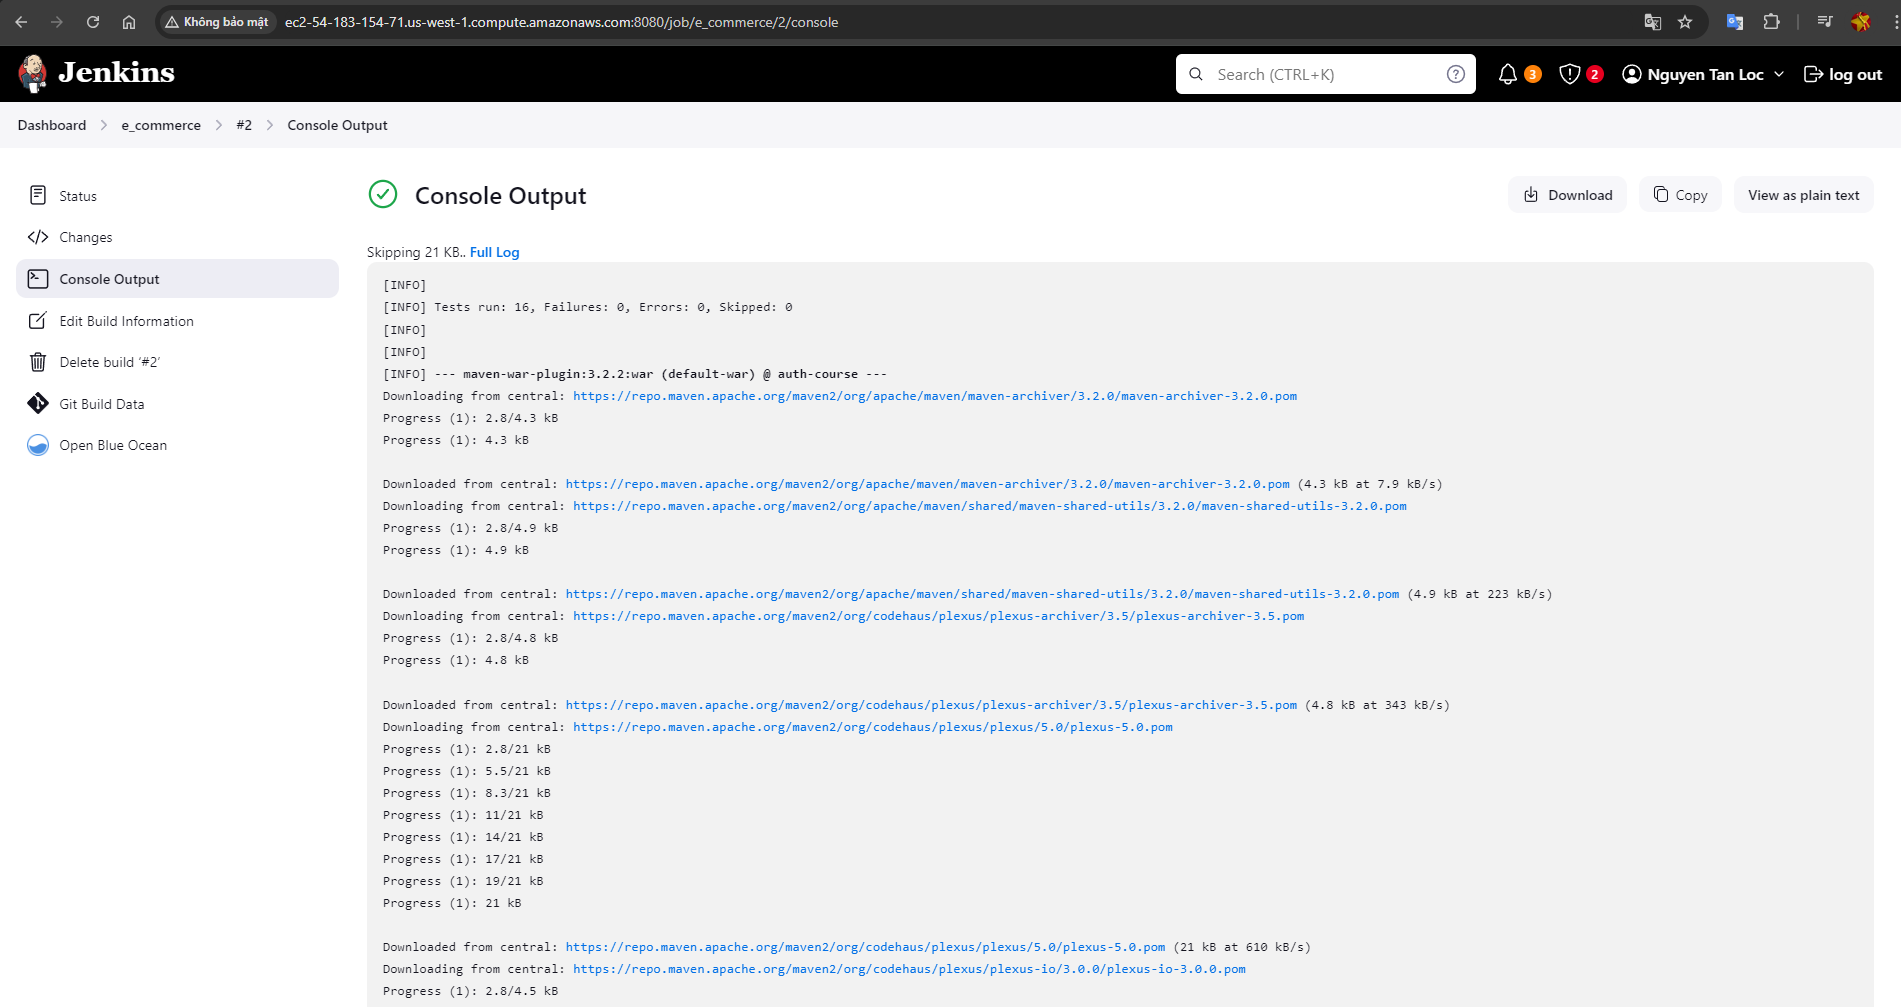 Không bảo mật
ec2-54-183-154-71.us-west-1.compute.amazonaws.com:8080/job/e_commerce/2/console
Jenkins
Search (CTRL+K)
3
2
Nguyen Tan Loc
log out
Dashboard
e_commerce
#2
Console Output
Status
Changes
Console Output
Edit Build Information
Delete build ‘#2’
Git Build Data
Open Blue Ocean
Console Output
Download
Copy
View as plain text
Skipping 21 KB.. Full Log
[INFO]
[INFO] Tests run: 16, Failures: 0, Errors: 0, Skipped: 0
[INFO]
[INFO]
[INFO] --- maven-war-plugin:3.2.2:war (default-war) @ auth-course ---
Downloading from central: https://repo.maven.apache.org/maven2/org/apache/maven/maven-archiver/3.2.0/maven-archiver-3.2.0.pom
Progress (1): 2.8/4.3 kB
Progress (1): 4.3 kB
Downloaded from central: https://repo.maven.apache.org/maven2/org/apache/maven/maven-archiver/3.2.0/maven-archiver-3.2.0.pom (4.3 kB at 7.9 kB/s)
Downloading from central: https://repo.maven.apache.org/maven2/org/apache/maven/shared/maven-shared-utils/3.2.0/maven-shared-utils-3.2.0.pom
Progress (1): 2.8/4.9 kB
Progress (1): 4.9 kB
Downloaded from central: https://repo.maven.apache.org/maven2/org/apache/maven/shared/maven-shared-utils/3.2.0/maven-shared-utils-3.2.0.pom (4.9 kB at 223 kB/s)
Downloading from central: https://repo.maven.apache.org/maven2/org/codehaus/plexus/plexus-archiver/3.5/plexus-archiver-3.5.pom
Progress (1): 2.8/4.8 kB
Progress (1): 4.8 kB
Downloaded from central: https://repo.maven.apache.org/maven2/org/codehaus/plexus/plexus-archiver/3.5/plexus-archiver-3.5.pom (4.8 kB at 343 kB/s)
Downloading from central: https://repo.maven.apache.org/maven2/org/codehaus/plexus/plexus/5.0/plexus-5.0.pom
Progress (1): 2.8/21 kB
Progress (1): 5.5/21 kB
Progress (1): 8.3/21 kB
Progress (1): 11/21 kB
Progress (1): 14/21 kB
Progress (1): 17/21 kB
Progress (1): 19/21 kB
Progress (1): 21 kB
Downloaded from central: https://repo.maven.apache.org/maven2/org/codehaus/plexus/plexus/5.0/plexus-5.0.pom (21 kB at 610 kB/s)
Downloading from central: https://repo.maven.apache.org/maven2/org/codehaus/plexus/plexus-io/3.0.0/plexus-io-3.0.0.pom
Progress (1): 2.8/4.5 kB